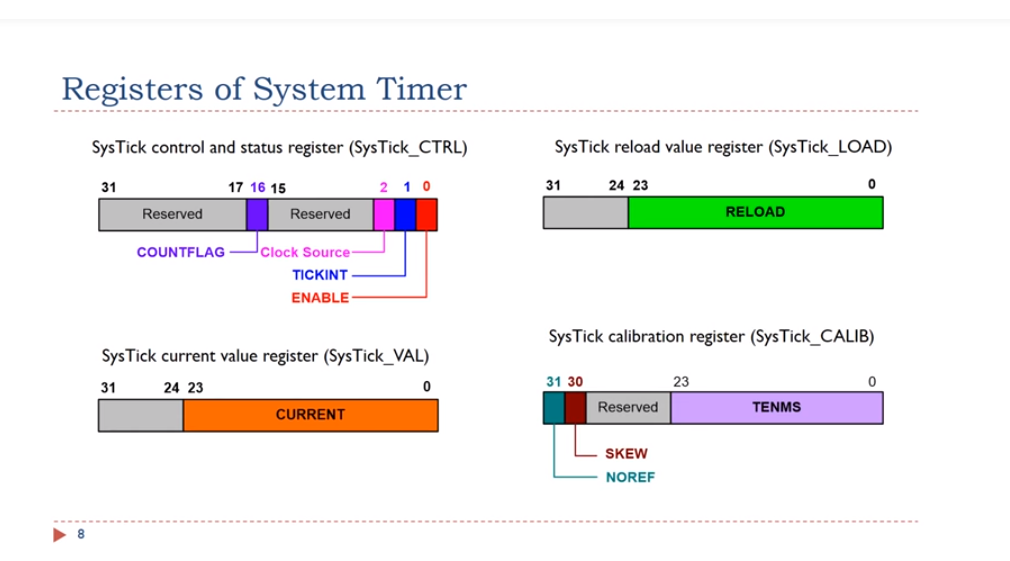 Registers of System Timer
SysTick control and status register (SysTick_CTRL)
31 17 16 15 2 1 0
Reserved Reserved
COUNTFLAG Clock Source
TICKINT
ENABLE
SysTick reload value register (SysTick_LOAD)
31 24 23 0
RELOAD
SysTick current value register (SysTick_VAL)
31 24 23 0
CURRENT
SysTick calibration register (SysTick_CALIB)
31 30 23 0
Reserved TENMS
SKEW
NOREF
8